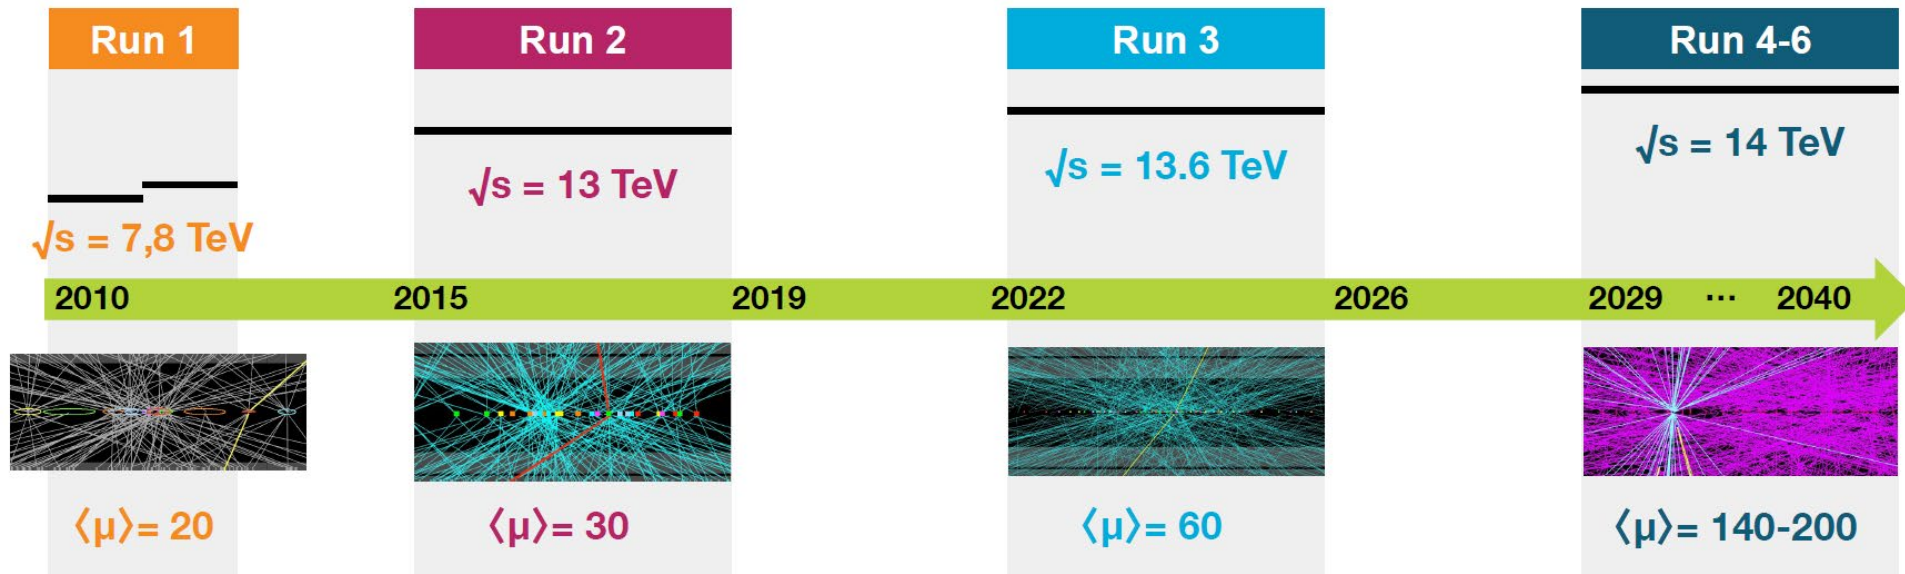 Run 1
Run 2
Run 3
Run 4-6
√s = 7,8 TeV
√s = 13 TeV
√s = 13.6 TeV
√s = 14 TeV
2010 2015 2019 2022 2026 2029 ... 2040
⟨µ⟩= 20
⟨µ⟩= 30
⟨µ⟩= 60
⟨µ⟩= 140-200